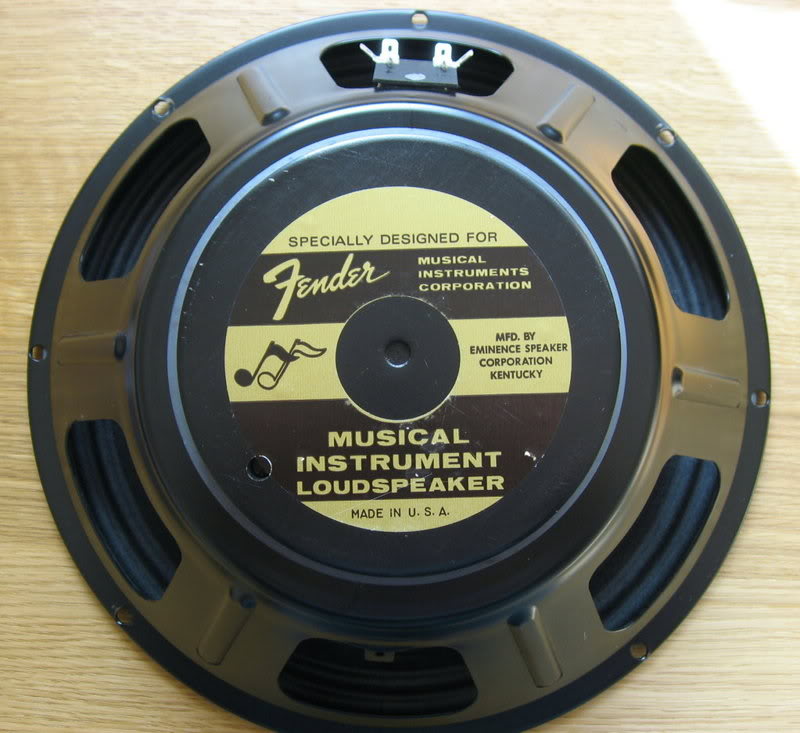 SPECIALLY DESIGNED FOR
Fender
MUSICAL
INSTRUMENTS
CORPORATION
MFD. BY
EMINENCE SPEAKER
CORPORATION
KENTUCKY
MUSICAL
INSTRUMENT
LOUDSPEAKER
MADE IN U. S. A.